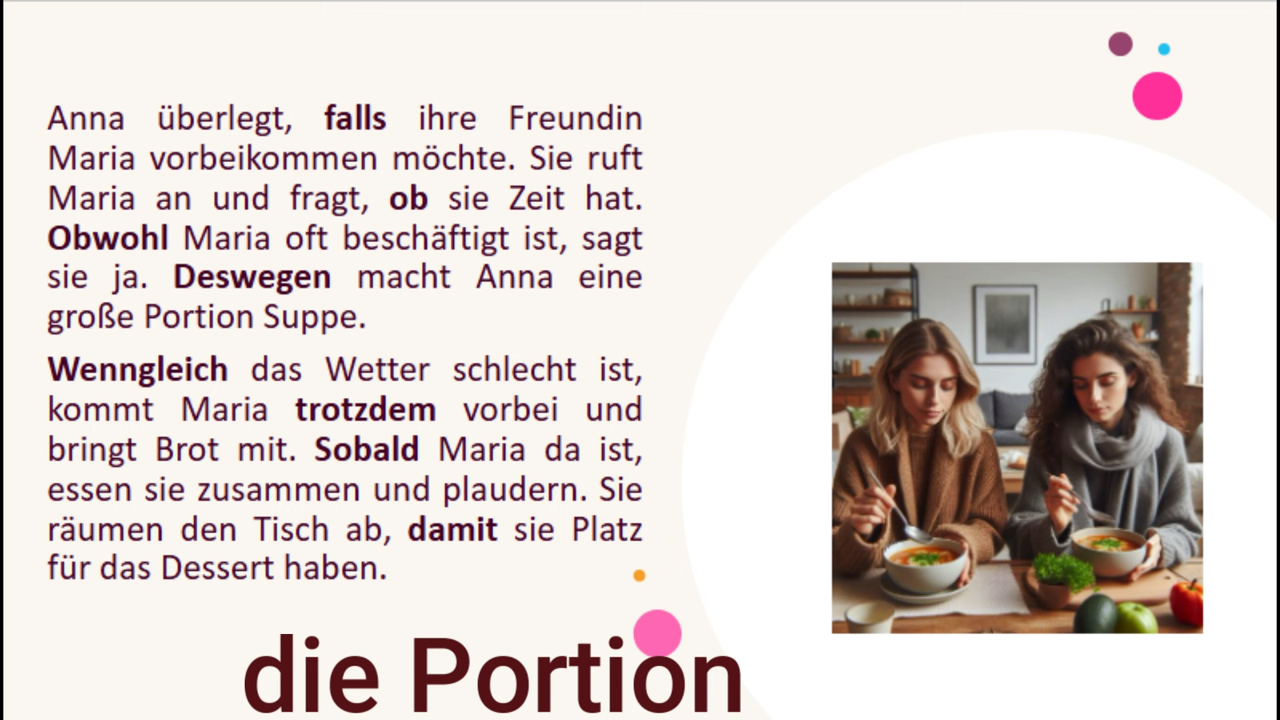 Anna überlegt, falls ihre Freundin
Maria vorbeikommen möchte. Sie ruft
Maria an und fragt, ob sie Zeit hat.
Obwohl Maria oft beschäftigt ist, sagt
sie ja. Deswegen macht Anna eine
große Portion Suppe.
Wenngleich das Wetter schlecht ist,
kommt Maria trotzdem vorbei und
bringt Brot mit. Sobald Maria da ist,
essen sie zusammen und plaudern. Sie
räumen den Tisch ab, damit sie Platz
für das Dessert haben.
die Portion